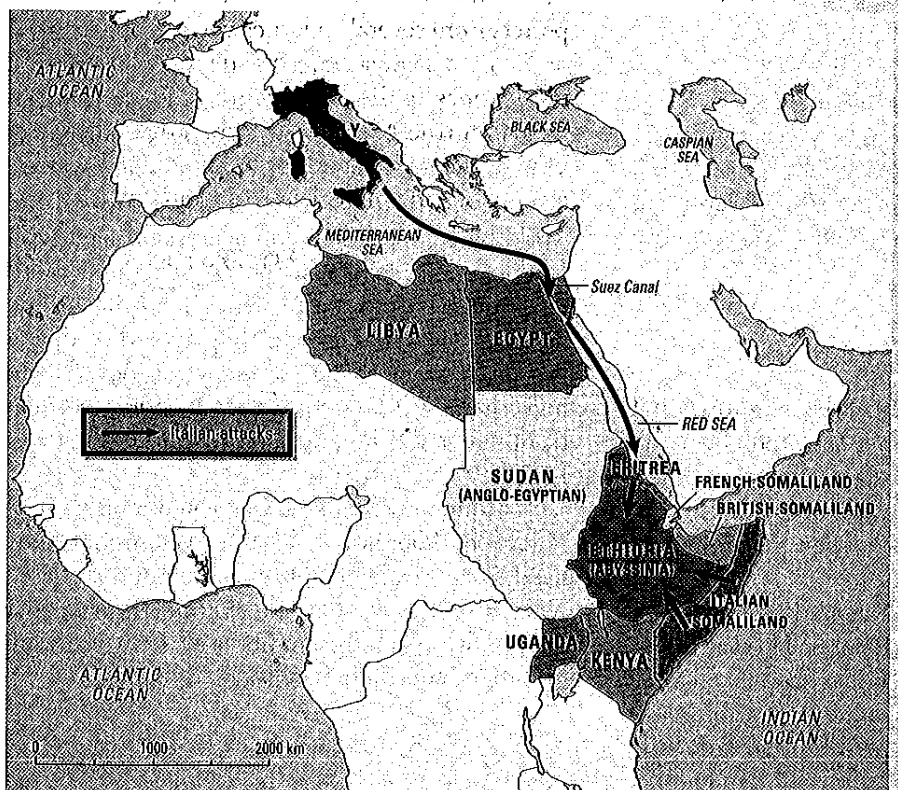 ATLANTIC
OCEAN
BLACK SEA
CASPIAN
SEA
Y
MEDITERRANEAN
SEA
Suez Canal
LIBYA
EGYPT
Italian attacks
RED SEA
ERITREA
SUDAN
(ANGLO-EGYPTIAN)
FRENCH SOMALILAND
BRITISH SOMALILAND
ETHIOPIA
(ABYSSINIA)
ITALIAN
SOMALILAND
UGANDA
KENYA
ATLANTIC
OCEAN
INDIAN
OCEAN
0 1000 2000 km